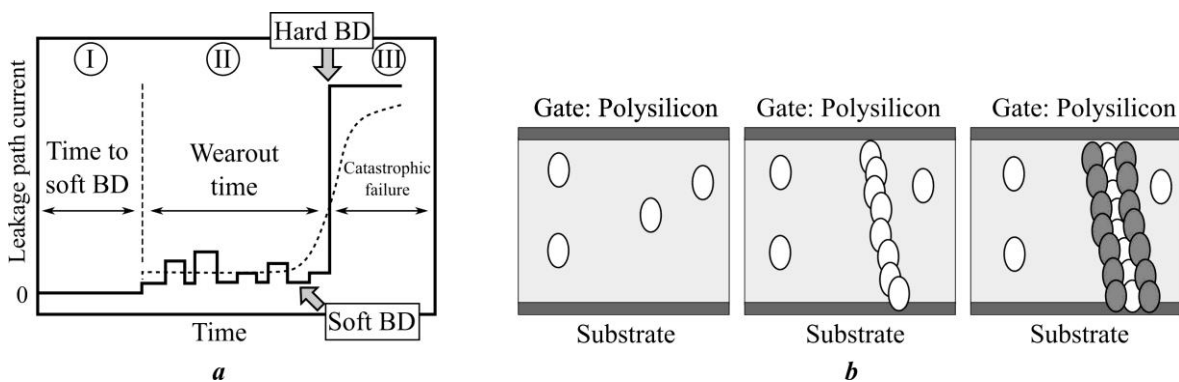 Hard BD
I
II
III
Leakage path current
Time to
soft BD
Wearout
time
Catastrophic
failure
0
Soft BD
Time
a
Gate: Polysilicon
Substrate
Gate: Polysilicon
Substrate
Gate: Polysilicon
Substrate
b